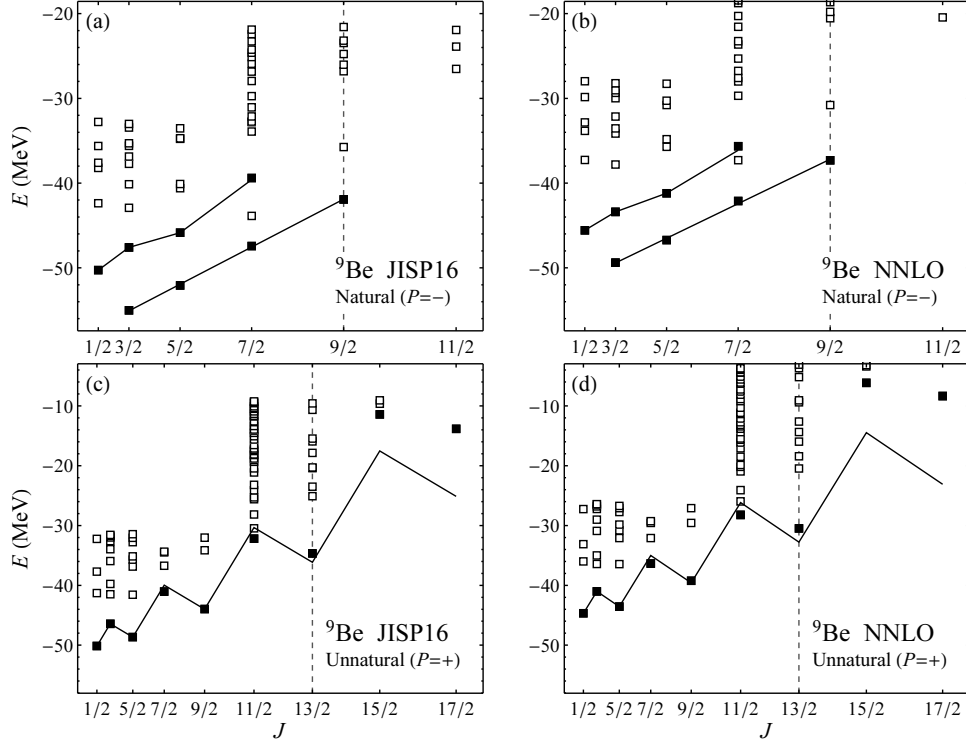 (a)
(b)
−20
−30
−40
−50
E (MeV)
⁹Be JISP16
Natural (P=−)
1/2 3/2 5/2 7/2 9/2 11/2
−20
−30
−40
−50
E (MeV)
⁹Be NNLO
Natural (P=−)
1/2 3/2 5/2 7/2 9/2 11/2
(c)
−10
−20
−30
−40
−50
E (MeV)
⁹Be JISP16
Unnatural (P=+)
1/2 5/2 7/2 9/2 11/2 13/2 15/2 17/2
J
(d)
−10
−20
−30
−40
−50
E (MeV)
⁹Be NNLO
Unnatural (P=+)
1/2 5/2 7/2 9/2 11/2 13/2 15/2 17/2
J